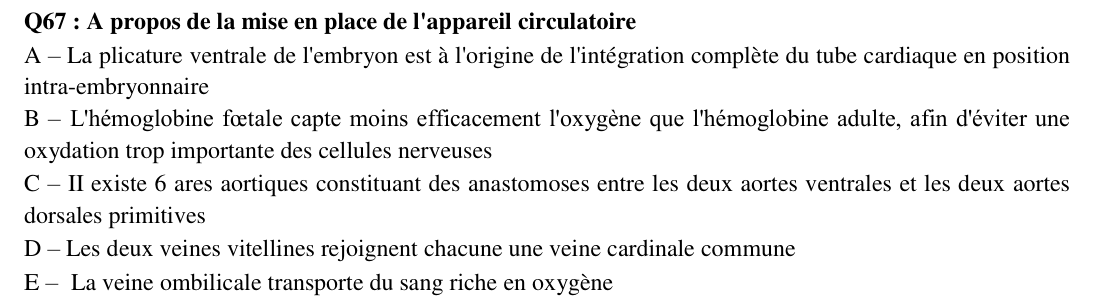 Q67 : A propos de la mise en place de l'appareil circulatoire
A – La plicature ventrale de l'embryon est à l'origine de l'intégration complète du tube cardiaque en position
intra-embryonnaire
B – L'hémoglobine fœtale capte moins efficacement l'oxygène que l'hémoglobine adulte, afin d'éviter une
oxydation trop importante des cellules nerveuses
C – II existe 6 ares aortiques constituant des anastomoses entre les deux aortes ventrales et les deux aortes
dorsales primitives
D – Les deux veines vitellines rejoignent chacune une veine cardinale commune
E – La veine ombilicale transporte du sang riche en oxygène